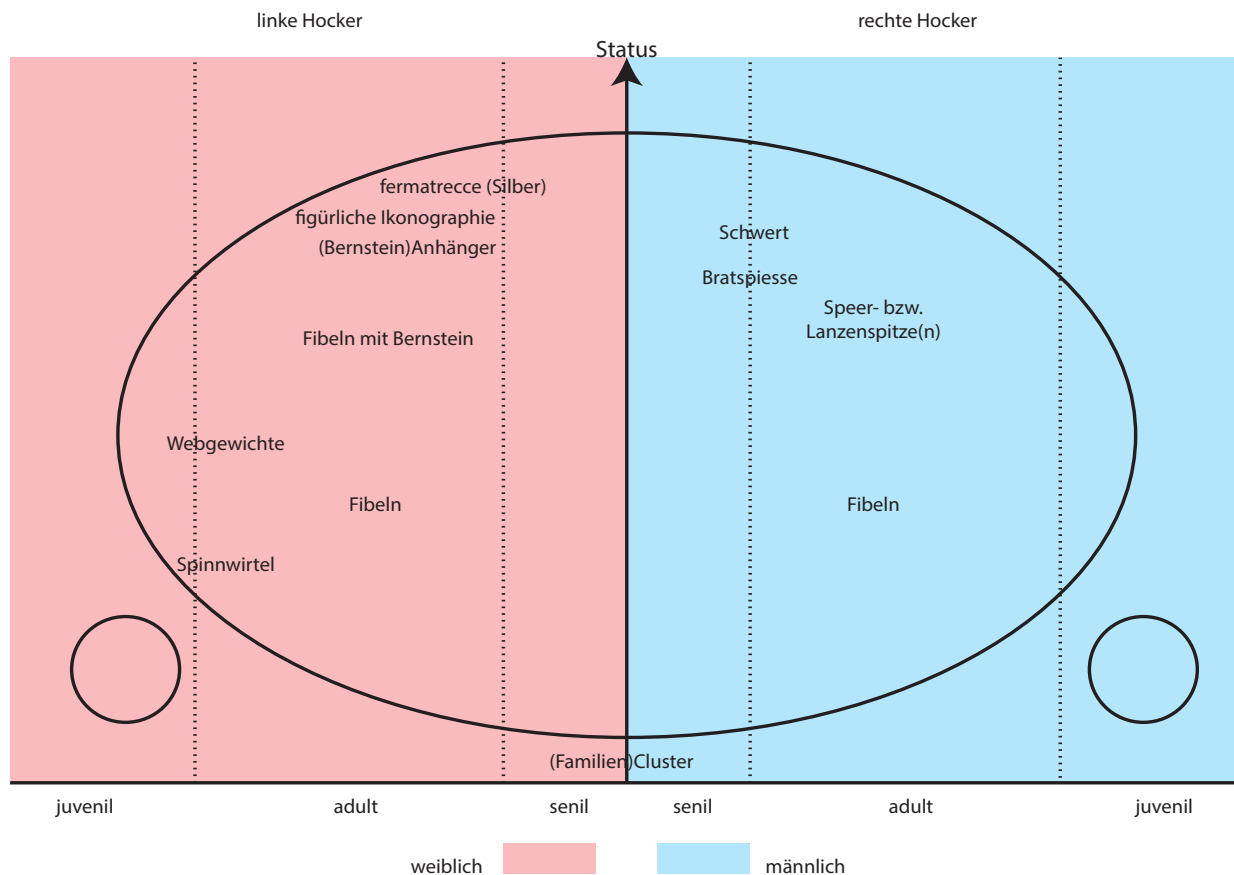 linke Hocker
rechte Hocker
Status
fermatrecce (Silber)
figürliche Ikonographie
(Bernstein)Anhänger
Schwert
Bratspiesse
Speer- bzw.
Lanzenspitze(n)
Fibeln mit Bernstein
Webgewichte
Fibeln
Fibeln
Spinnwirtel
(Familien)Cluster
juvenil
adult
senil
senil
adult
juvenil
weiblich
männlich